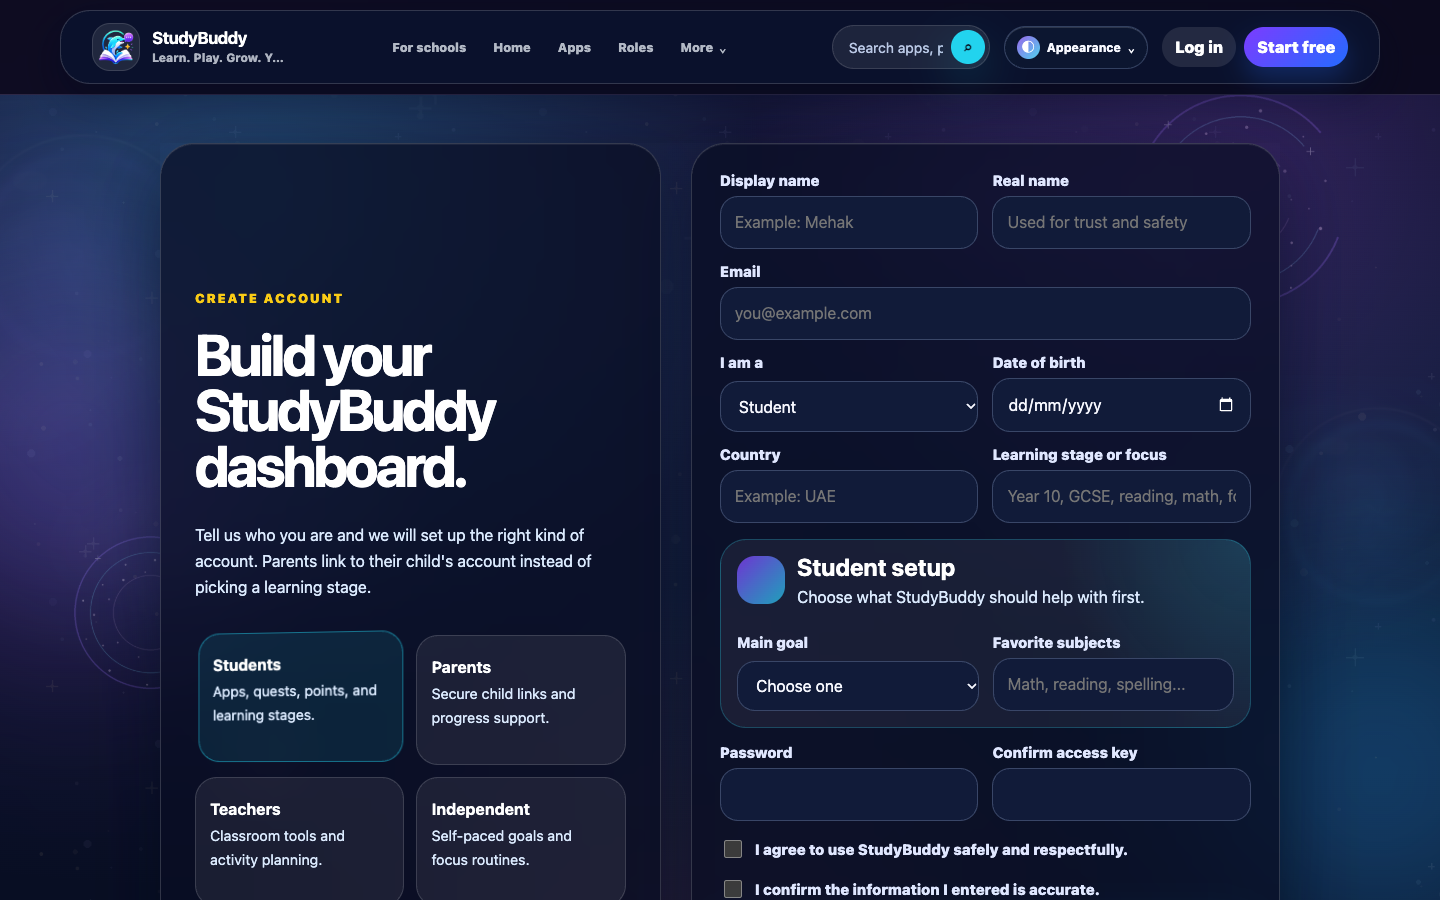 StudyBuddy
Learn. Play. Grow. Y...
For schools
Home
Apps
Roles
More
Search apps, p
Appearance
Log in
Start free
CREATE ACCOUNT
Build your
StudyBuddy
dashboard.
Tell us who you are and we will set up the right kind of
account. Parents link to their child's account instead of
picking a learning stage.
Students
Apps, quests, points, and
learning stages.
Parents
Secure child links and
progress support.
Teachers
Classroom tools and
activity planning.
Independent
Self-paced goals and
focus routines.
Display name
Real name
Example: Mehak
Used for trust and safety
Email
you@example.com
I am a
Date of birth
Student
dd/mm/yyyy
Country
Learning stage or focus
Example: UAE
Year 10, GCSE, reading, math, fo
Student setup
Choose what StudyBuddy should help with first.
Main goal
Favorite subjects
Choose one
Math, reading, spelling...
Password
Confirm access key
I agree to use StudyBuddy safely and respectfully.
I confirm the information I entered is accurate.